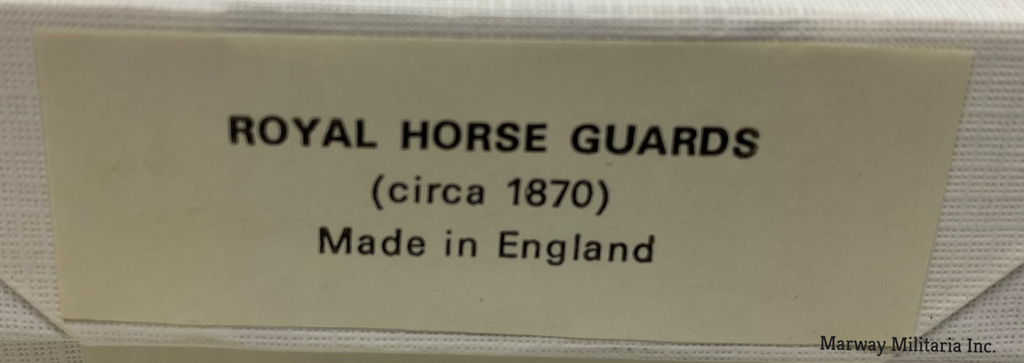 ROYAL HORSE GUARDS
(circa 1870)
Made in England
Marway Militaria Inc.